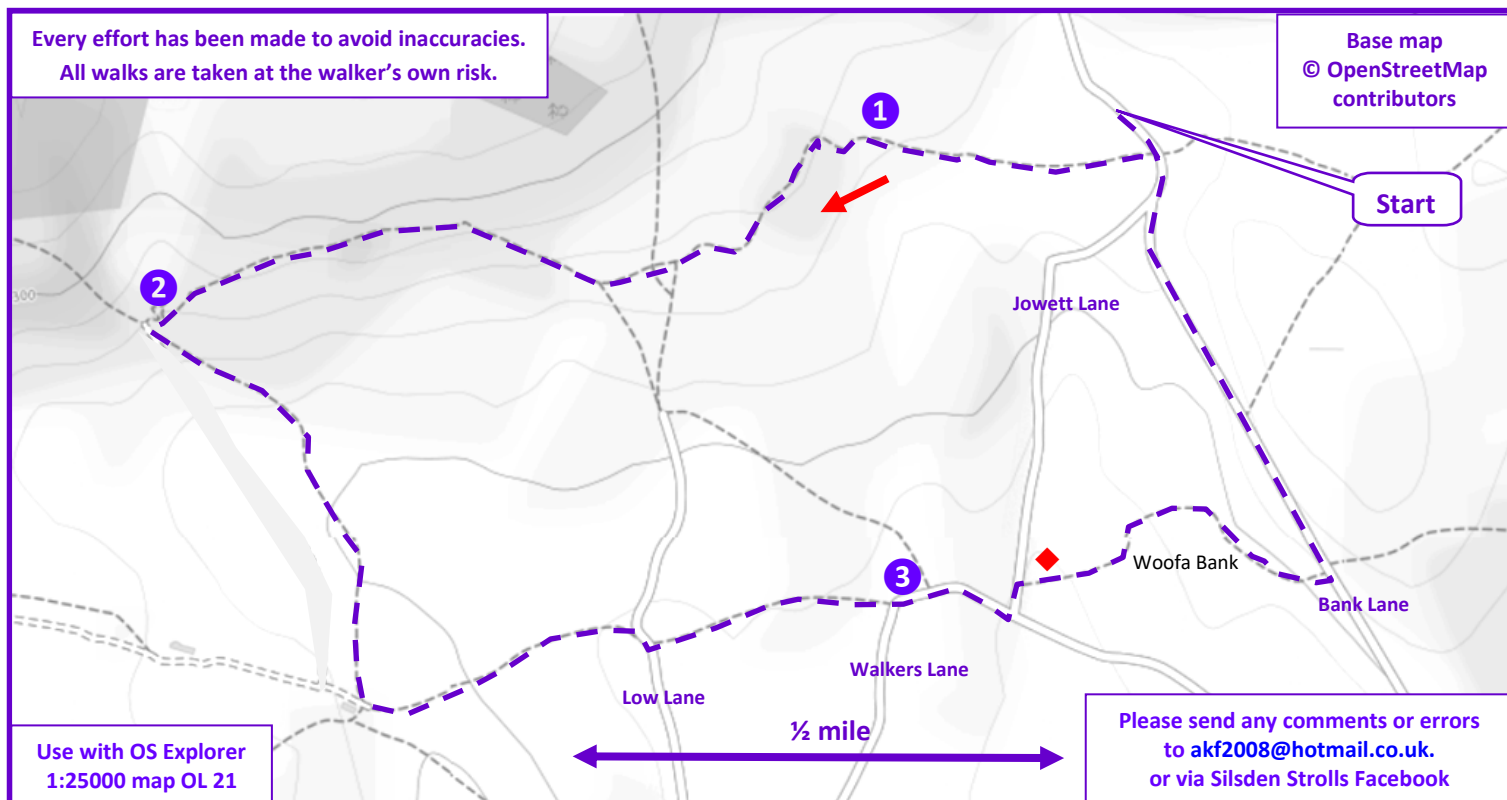 Every effort has been made to avoid inaccuracies.
All walks are taken at the walker's own risk.
Base map
© OpenStreetMap
contributors
1
Start
2
300
Jowett Lane
3
Woofa Bank
Bank Lane
Walkers Lane
Low Lane
½ mile
Use with OS Explorer
1:25000 map OL 21
Please send any comments or errors
to akf2008@hotmail.co.uk.
or via Silsden Strolls Facebook